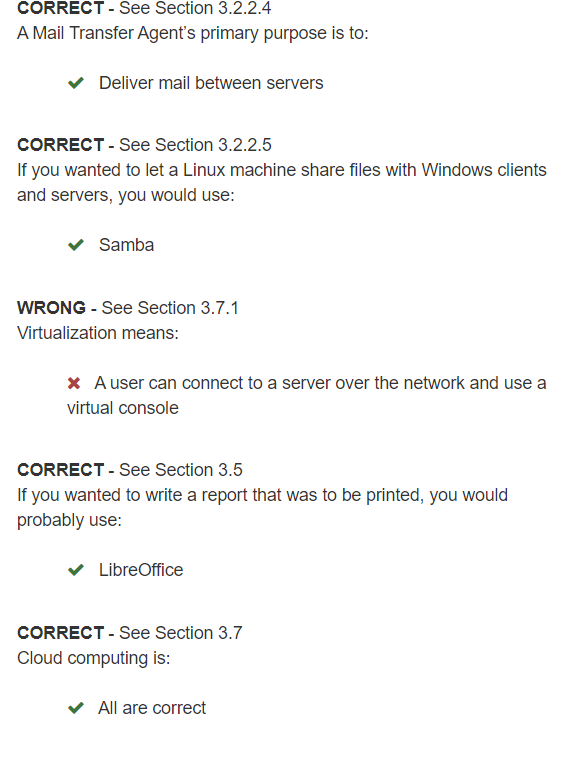 CORRECT - See Section 3.2.2.4
A Mail Transfer Agent’s primary purpose is to:
Deliver mail between servers
CORRECT - See Section 3.2.2.5
If you wanted to let a Linux machine share files with Windows clients
and servers, you would use:
Samba
WRONG - See Section 3.7.1
Virtualization means:
A user can connect to a server over the network and use a
virtual console
CORRECT - See Section 3.5
If you wanted to write a report that was to be printed, you would
probably use:
LibreOffice
CORRECT - See Section 3.7
Cloud computing is:
All are correct